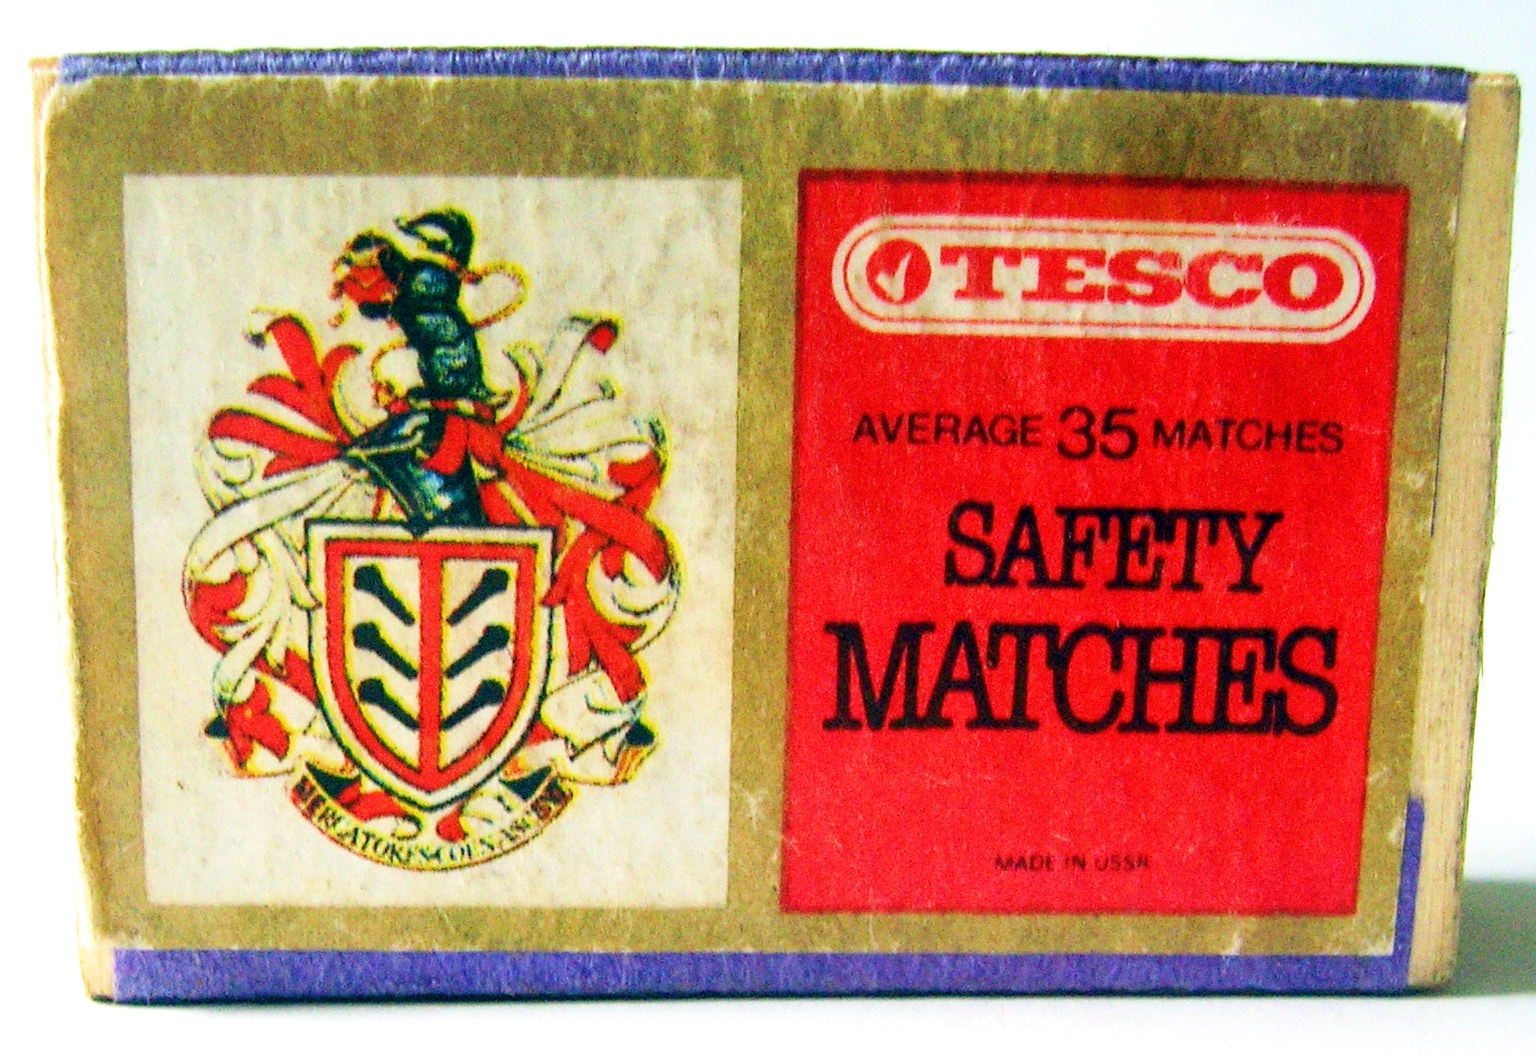 TESCO
AVERAGE 35 MATCHES
SAFETY
MATCHES
MADE IN USSR